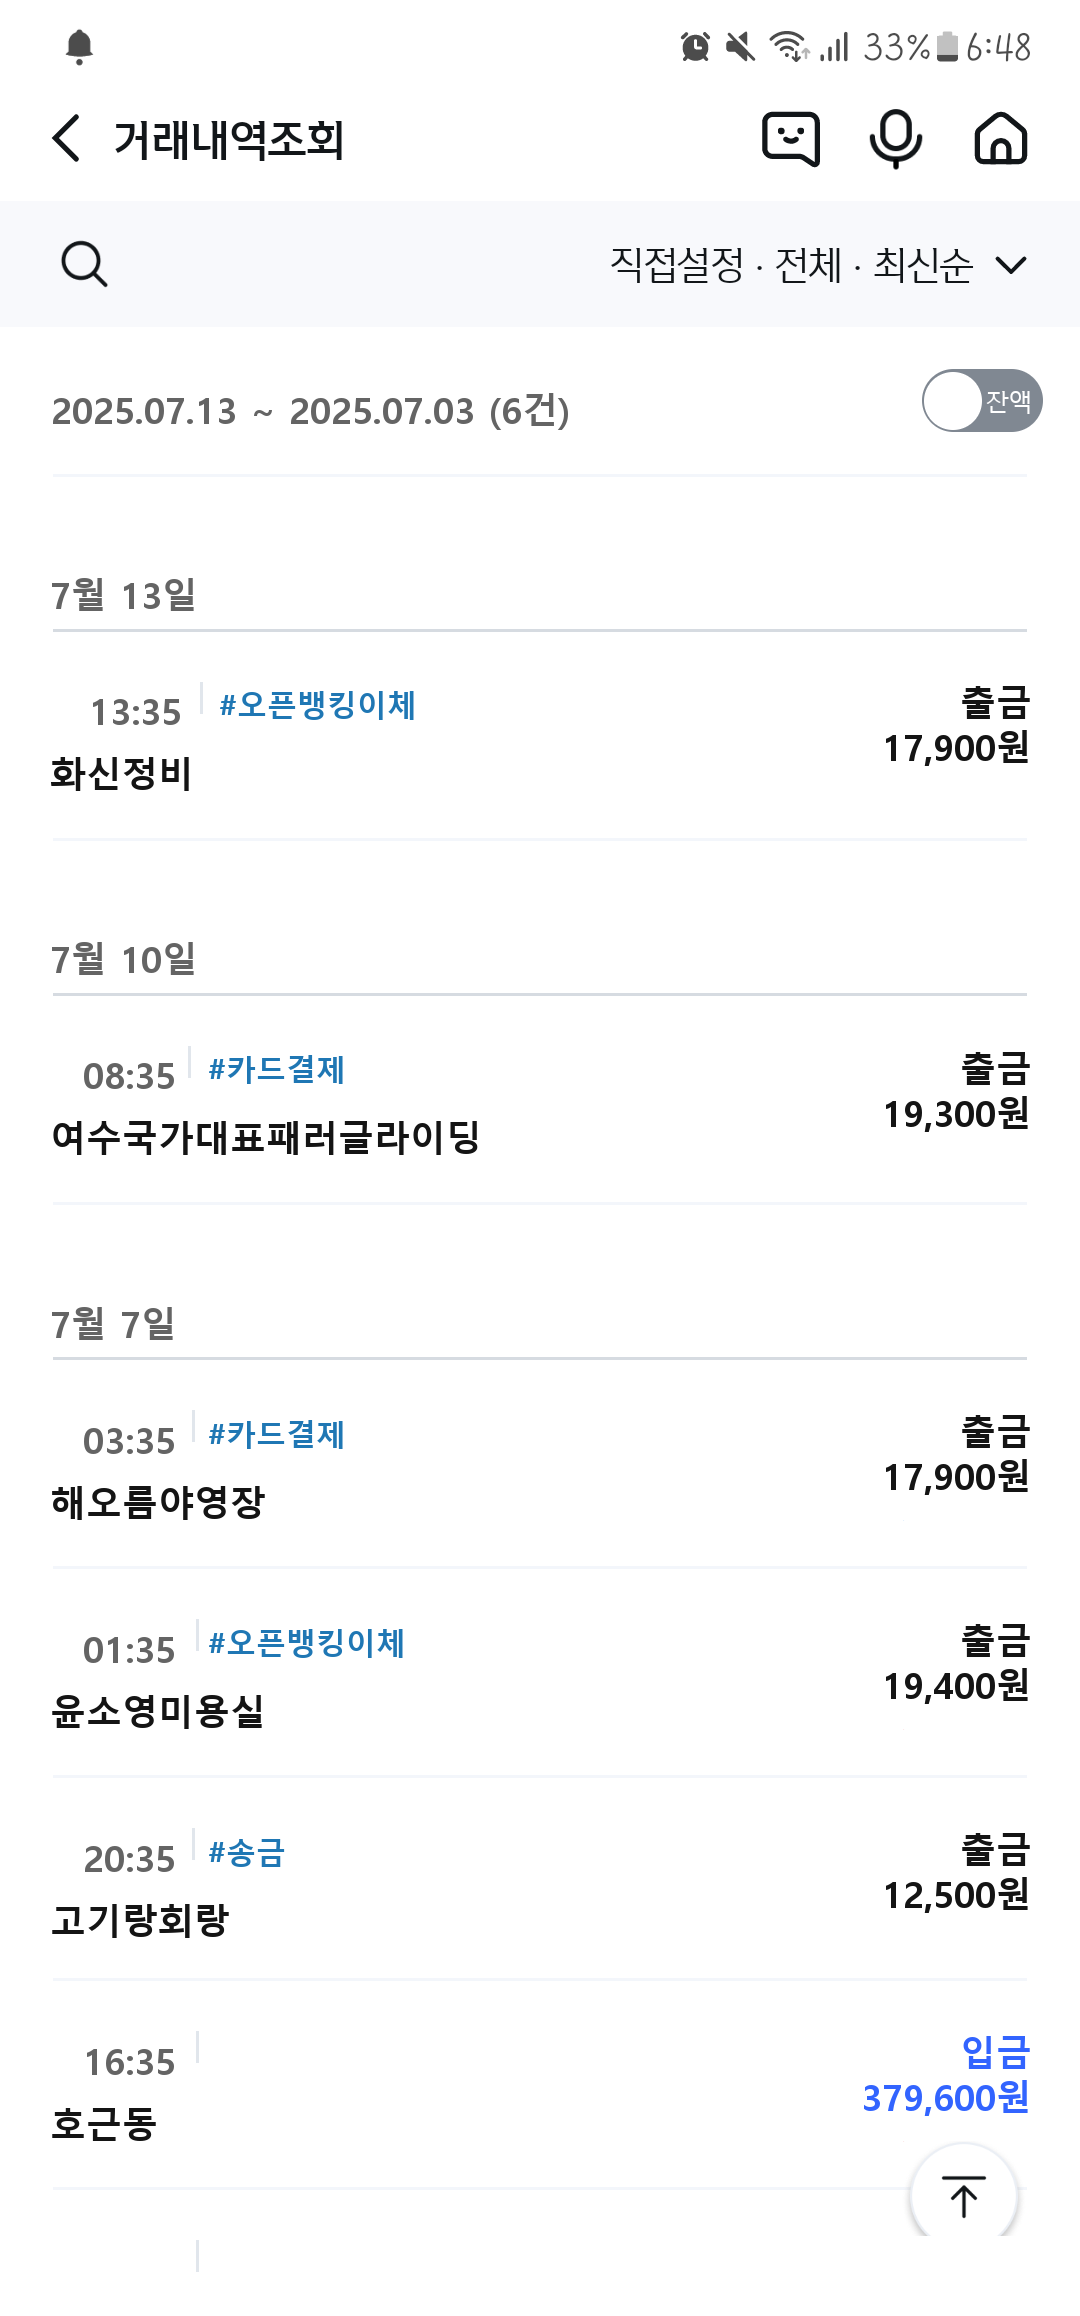 33% 6:48
거래내역조회
직접설정 · 전체 · 최신순
2025.07.13 ~ 2025.07.03 (6건)
잔액
7월 13일
13:35 #오픈뱅킹이체
출금
화신정비
17,900원
7월 10일
08:35 #카드결제
출금
여수국가대표패러글라이딩
19,300원
7월 7일
03:35 #카드결제
출금
해오름야영장
17,900원
01:35 #오픈뱅킹이체
출금
윤소영미용실
19,400원
20:35 #송금
출금
고기랑회랑
12,500원
16:35
입금
호근동
379,600원